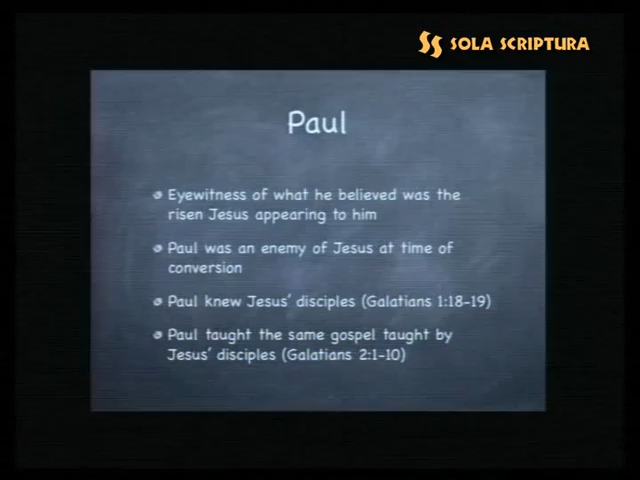 SOLA SCRIPTURA
Paul
Eyewitness of what he believed was the
risen Jesus appearing to him
Paul was an enemy of Jesus at time of
conversion
Paul knew Jesus' disciples (Galatians 1:18-19)
Paul taught the same gospel taught by
Jesus' disciples (Galatians 2:1-10)